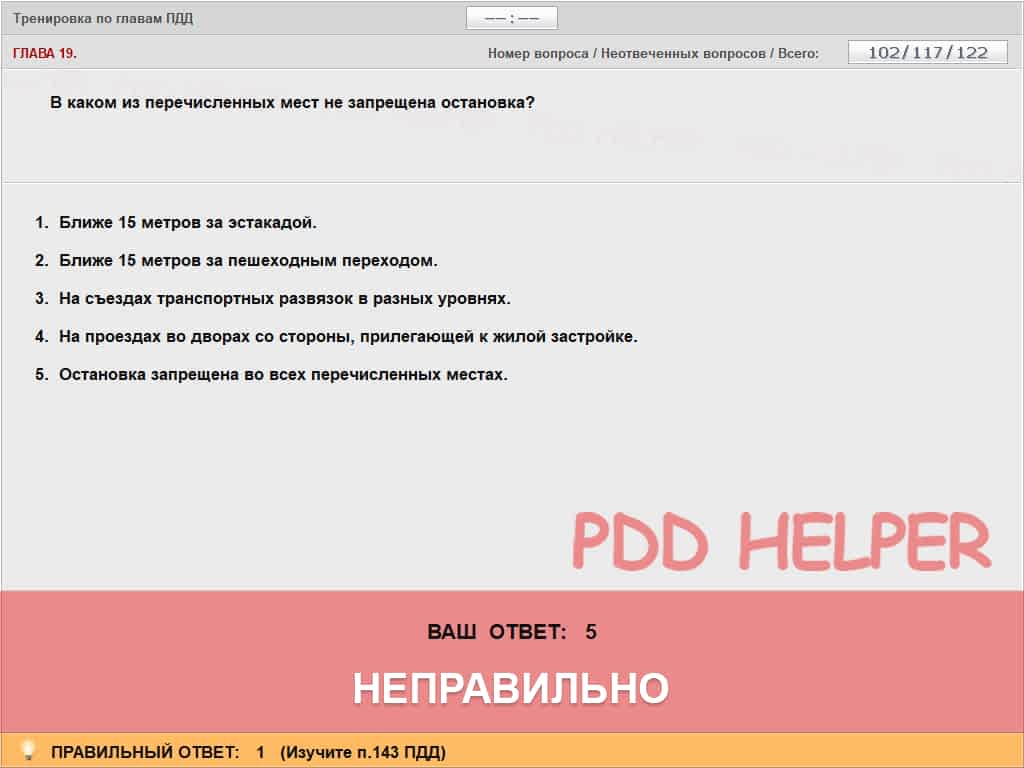 Тренировка по главам ПДД
–– : ––
ГЛАВА 19.
Номер вопроса / Неотвеченных вопросов / Всего:
102/117/122
В каком из перечисленных мест не запрещена остановка?
1. Ближе 15 метров за эстакадой.
2. Ближе 15 метров за пешеходным переходом.
3. На съездах транспортных развязок в разных уровнях.
4. На проездах во дворах со стороны, прилегающей к жилой застройке.
5. Остановка запрещена во всех перечисленных местах.
PDD HELPER
ВАШ ОТВЕТ: 5
НЕПРАВИЛЬНО
ПРАВИЛЬНЫЙ ОТВЕТ: 1 (Изучите п.143 ПДД)